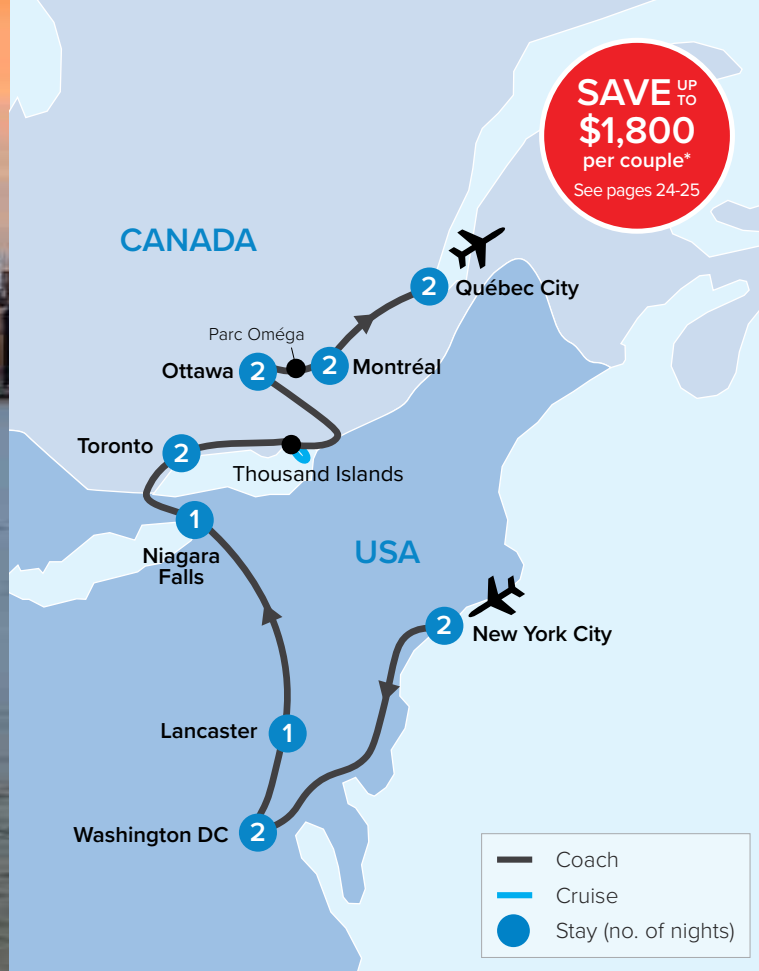 SAVE UP TO
$1,800
per couple*
See pages 24-25
CANADA
2 Québec City
Parc Oméga
Ottawa 2
2 Montréal
Toronto 2
Thousand Islands
1
Niagara
Falls
USA
2 New York City
Lancaster 1
Washington DC 2
Coach
Cruise
Stay (no. of nights)